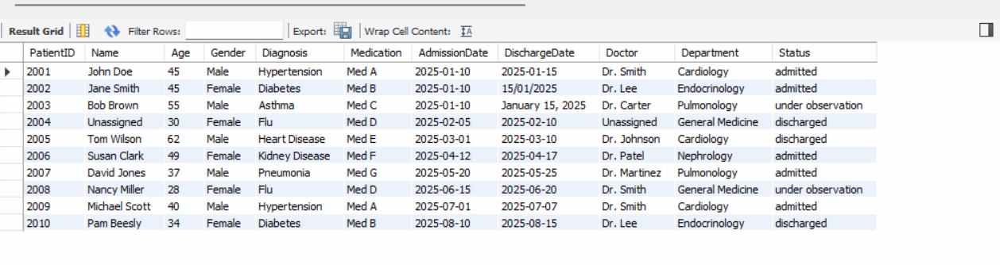 Result Grid Filter Rows: Export: Wrap Cell Content: IA
PatientID Name Age Gender Diagnosis Medication AdmissionDate DischargeDate Doctor Department Status
2001 John Doe 45 Male Hypertension Med A 2025-01-10 2025-01-15 Dr. Smith Cardiology admitted
2002 Jane Smith 45 Female Diabetes Med B 2025-01-10 15/01/2025 Dr. Lee Endocrinology admitted
2003 Bob Brown 55 Male Asthma Med C 2025-01-10 January 15, 2025 Dr. Carter Pulmonology under observation
2004 Unassigned 30 Female Flu Med D 2025-02-05 2025-02-10 Unassigned General Medicine discharged
2005 Tom Wilson 62 Male Heart Disease Med E 2025-03-01 2025-03-10 Dr. Johnson Cardiology discharged
2006 Susan Clark 49 Female Kidney Disease Med F 2025-04-12 2025-04-17 Dr. Patel Nephrology admitted
2007 David Jones 37 Male Pneumonia Med G 2025-05-20 2025-05-25 Dr. Martinez Pulmonology admitted
2008 Nancy Miller 28 Female Flu Med D 2025-06-15 2025-06-20 Dr. Smith General Medicine under observation
2009 Michael Scott 40 Male Hypertension Med A 2025-07-01 2025-07-07 Dr. Smith Cardiology admitted
2010 Pam Beesly 34 Female Diabetes Med B 2025-08-10 2025-08-15 Dr. Lee Endocrinology discharged